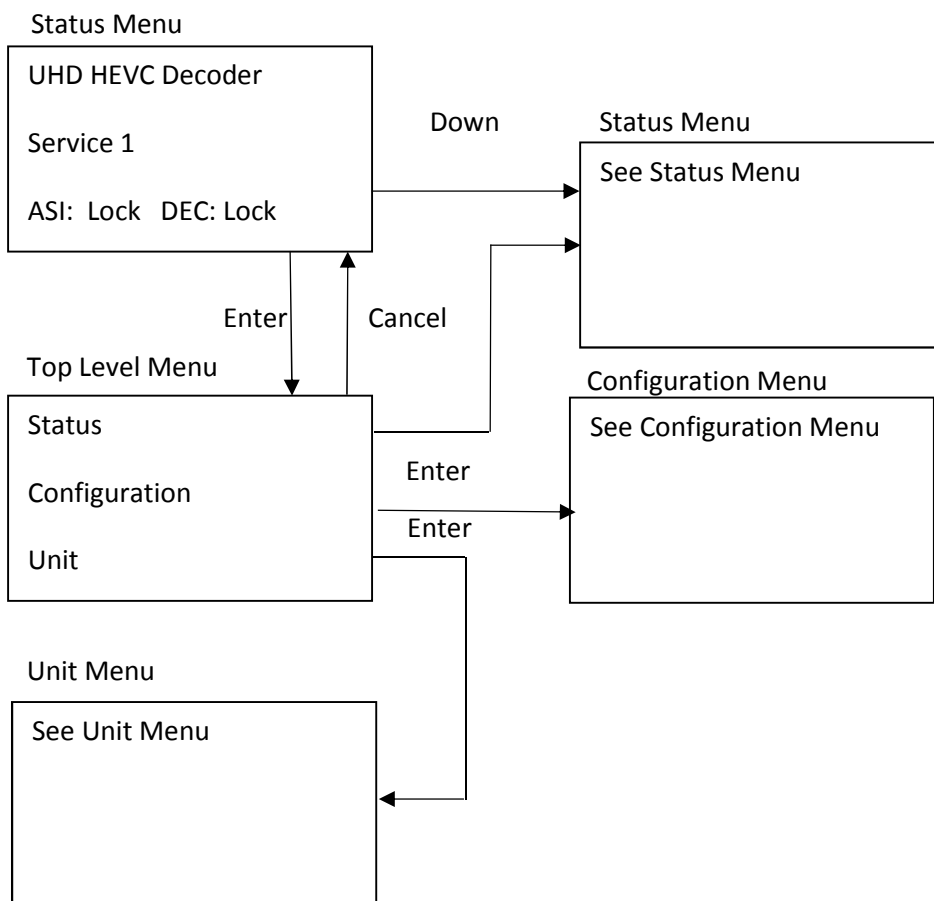 Status Menu
UHD HEVC Decoder
Service 1
ASI:  Lock   DEC: Lock
Down
Status Menu
See Status Menu
Enter
Cancel
Top Level Menu
Status
Configuration
Unit
Enter
Enter
Configuration Menu
See Configuration Menu
Unit Menu
See Unit Menu